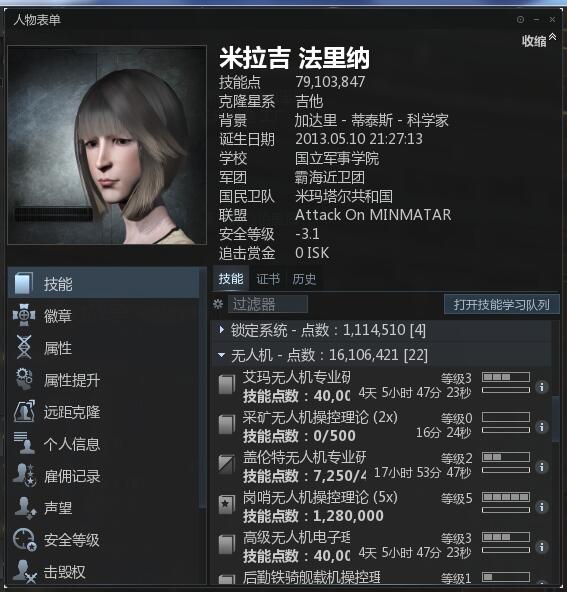 人物表单
收缩
米拉吉 法里纳
技能点 79,103,847
克隆星系 吉他
背景 加达里 - 蒂泰斯 - 科学家
诞生日期 2013.05.10 21:27:13
学校 国立军事学院
军团 霸海近卫团
国民卫队 米玛塔尔共和国
联盟 Attack On MINMATAR
安全等级 -3.1
追击赏金 0 ISK
技能
徽章
属性
属性提升
远距克隆
个人信息
雇佣记录
声望
安全等级
击毁权
技能 证书 历史
过滤器 打开技能学习队列
锁定系统 - 点数：1,114,510 [4]
无人机 - 点数：16,106,421 [22]
艾玛无人机专业研 等级3
技能点数：40,00 4天 5小时 47分 23秒
采矿无人机操控理论 (2x) 等级0
技能点数：0/500 16分 24秒
盖伦特无人机专业研 等级2
技能点数：7,250/4 17小时 53分 47秒
岗哨无人机操控理论 (5x) 等级5
技能点数：1,280,000
高级无人机电子理 等级3
技能点数：40,00 4天 5小时 47分 23秒
后勤铁骑舰载机操控理 等级1